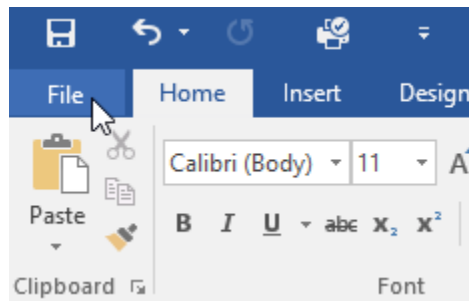 File Home Insert Design
Calibri (Body) 11 A
Paste B I U abc X₂ X²
Clipboard Font